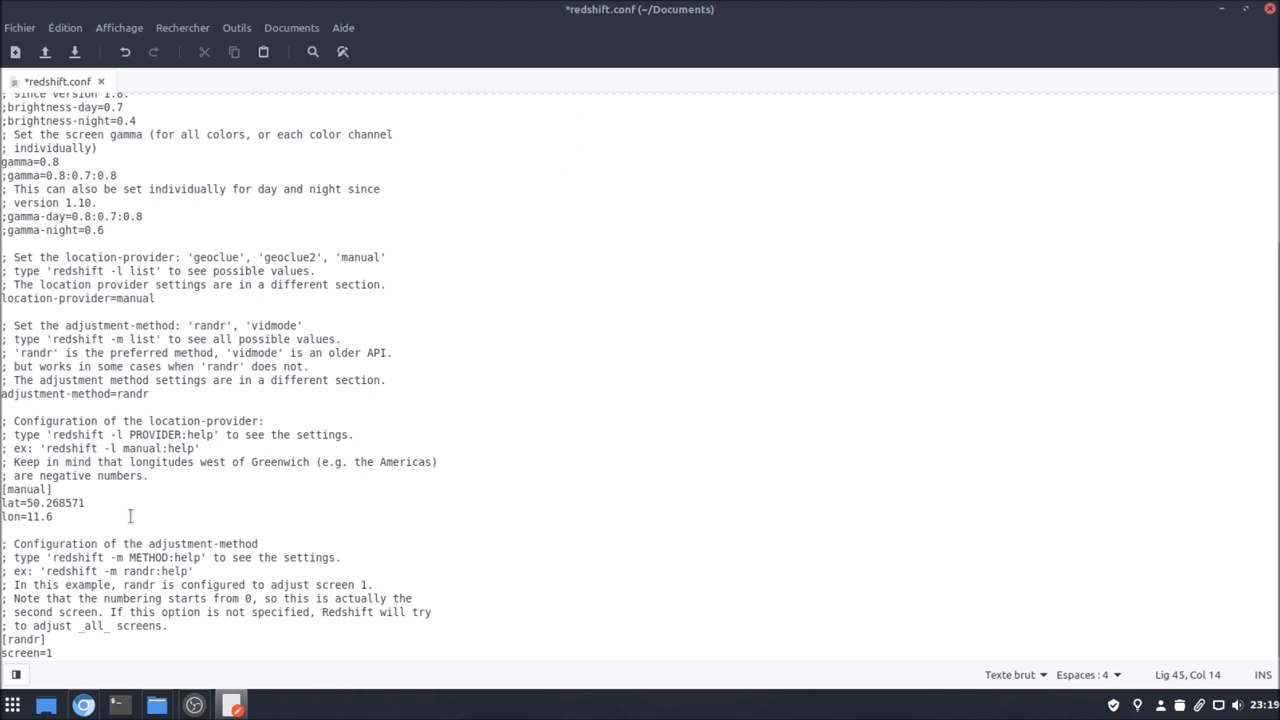 *redshift.conf (~/Documents)
Fichier Édition Affichage Rechercher Outils Documents Aide
*redshift.conf
; since version 1.8.
;brightness-day=0.7
;brightness-night=0.4
; Set the screen gamma (for all colors, or each color channel
; individually)
gamma=0.8
;gamma=0.8:0.7:0.8
; This can also be set individually for day and night since
; version 1.10.
;gamma-day=0.8:0.7:0.8
;gamma-night=0.6
; Set the location-provider: 'geoclue', 'geoclue2', 'manual'
; type 'redshift -l list' to see possible values.
; The location provider settings are in a different section.
location-provider=manual
; Set the adjustment-method: 'randr', 'vidmode'
; type 'redshift -m list' to see all possible values.
; 'randr' is the preferred method, 'vidmode' is an older API.
; but works in some cases when 'randr' does not.
; The adjustment method settings are in a different section.
adjustment-method=randr
; Configuration of the location-provider:
; type 'redshift -l PROVIDER:help' to see the settings.
; ex: 'redshift -l manual:help'
; Keep in mind that longitudes west of Greenwich (e.g. the Americas)
; are negative numbers.
[manual]
lat=50.268571
lon=11.6
; Configuration of the adjustment-method
; type 'redshift -m METHOD:help' to see the settings.
; ex: 'redshift -m randr:help'
; In this example, randr is configured to adjust screen 1.
; Note that the numbering starts from 0, so this is actually the
; second screen. If this option is not specified, Redshift will try
; to adjust _all_ screens.
[randr]
screen=1
Texte brut Espaces : 4 Lig 45, Col 14 INS
23:19